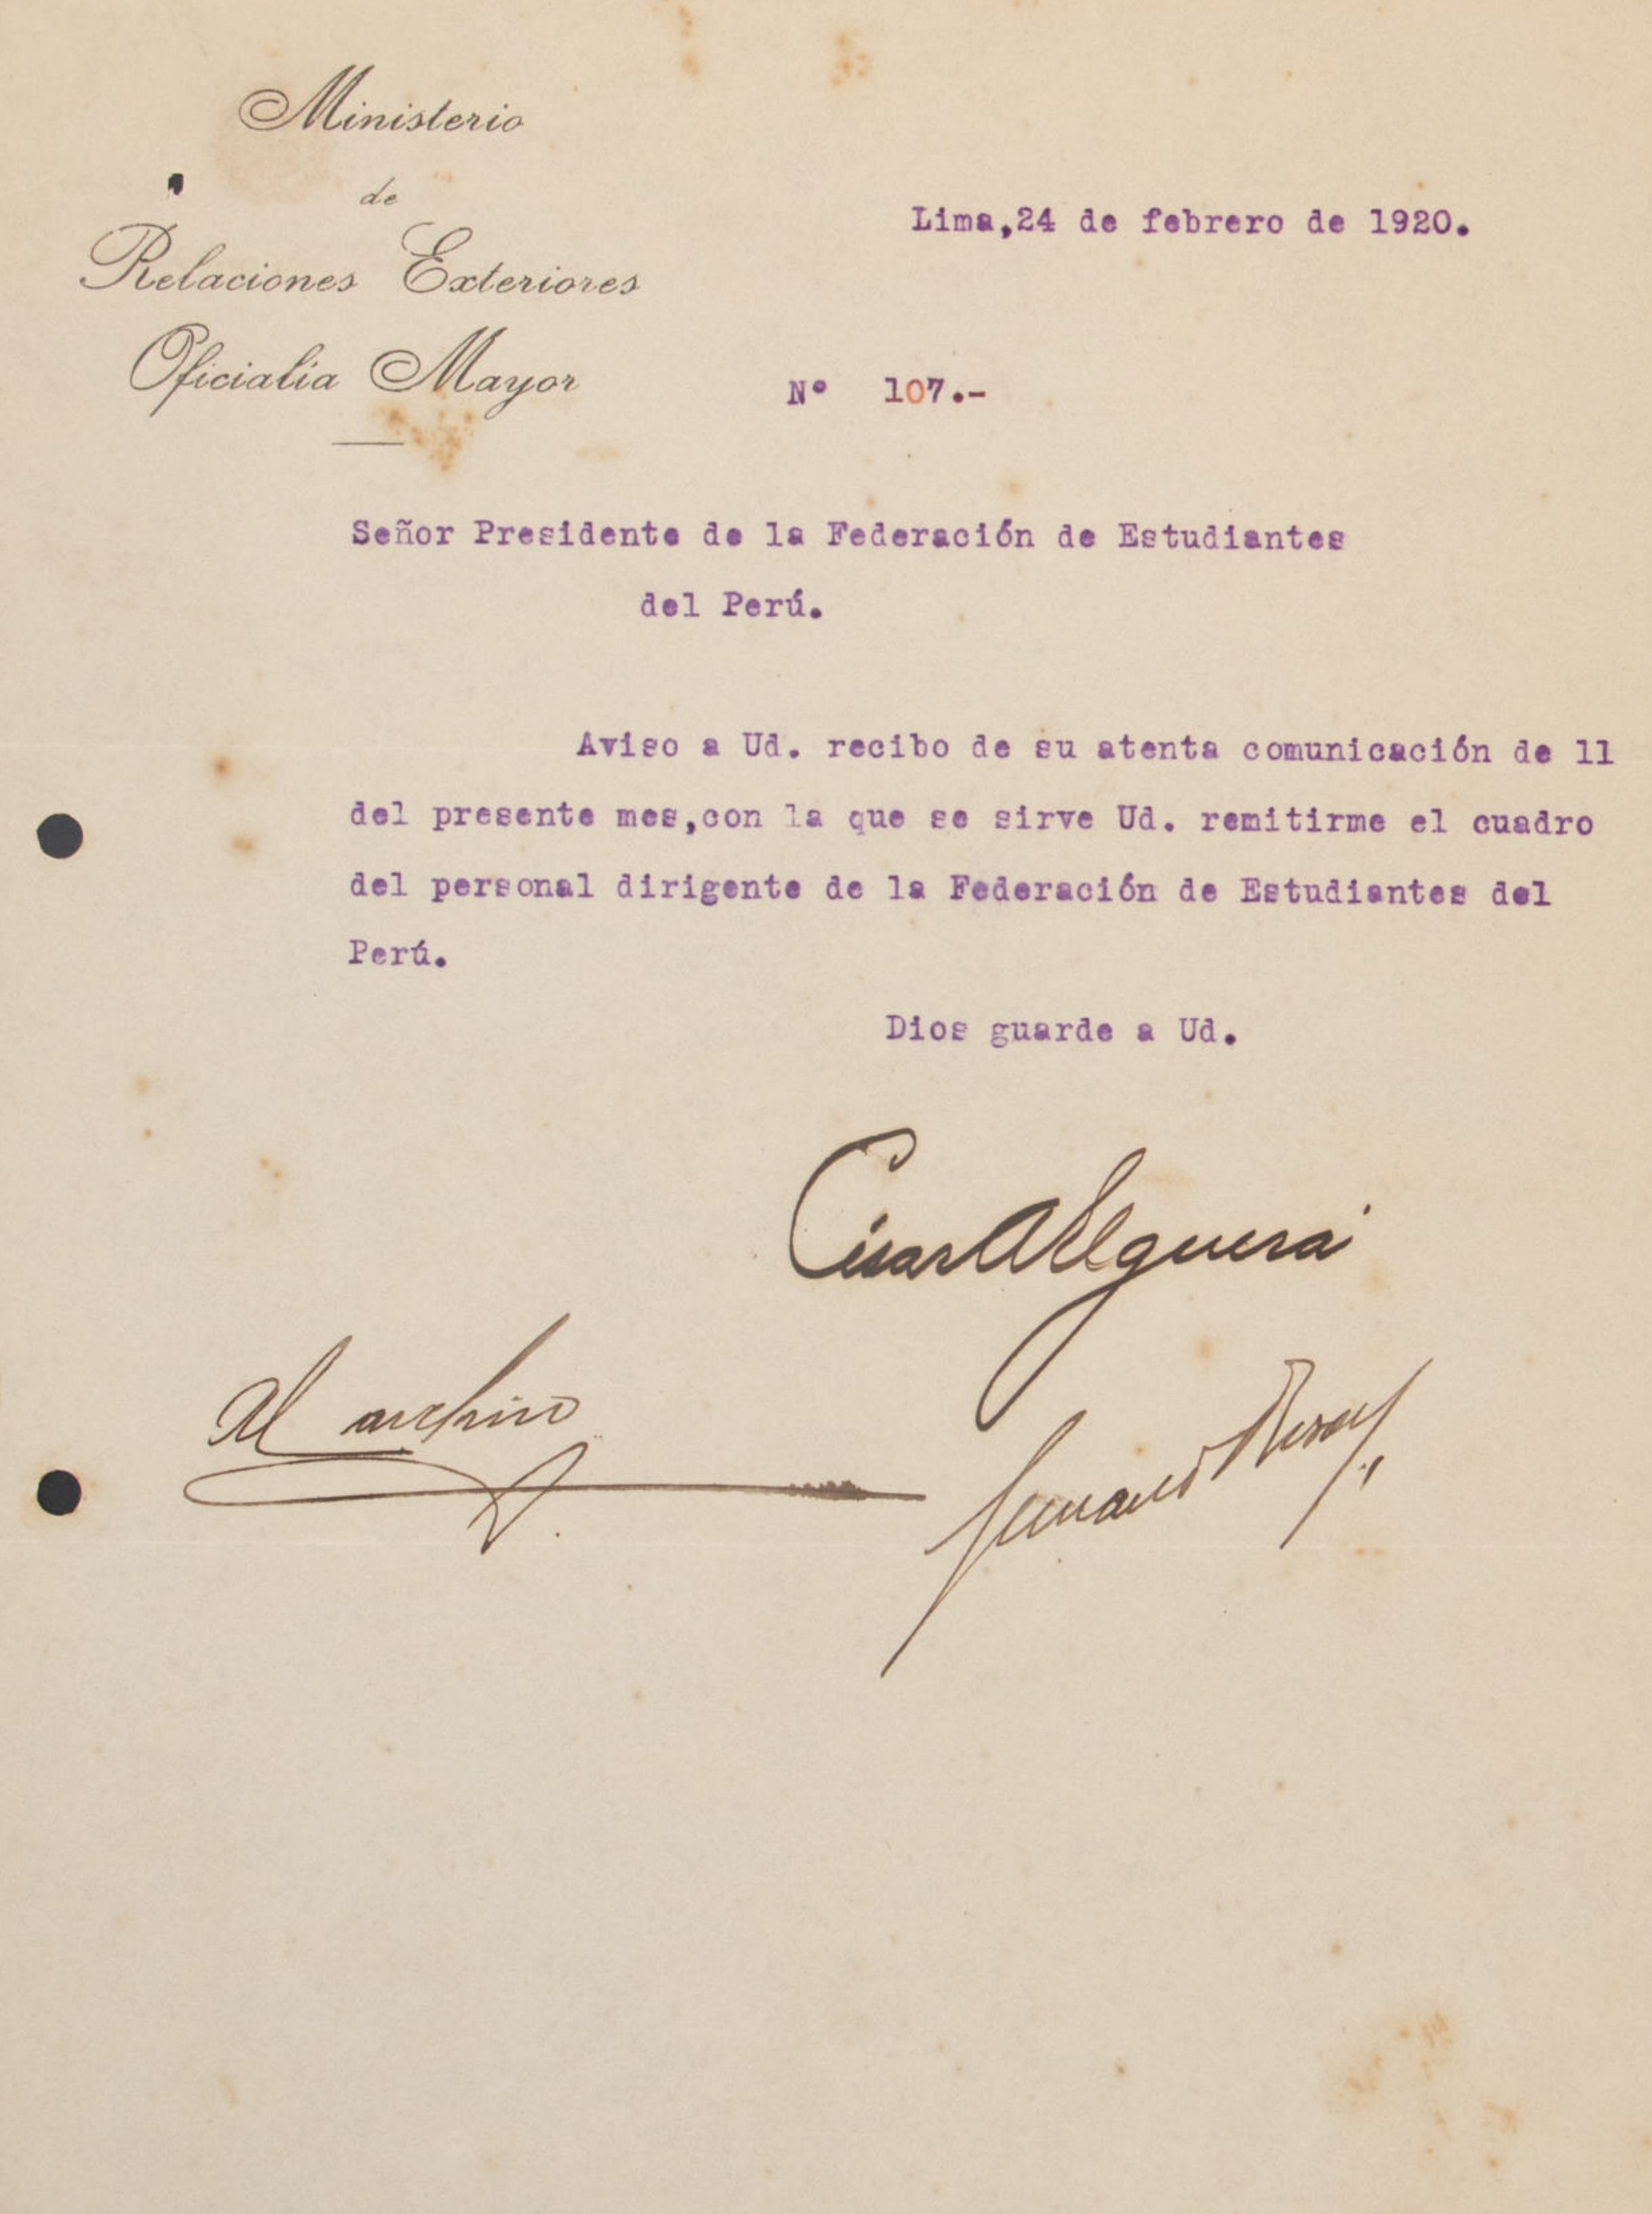 Ministerio
de
Relaciones Exteriores
Oficialia Mayor
Lima,24 de febrero de 1920.
Nº 107.-
Señor Presidente de la Federación de Estudiantes
del Perú.
Aviso a Ud. recibo de su atenta comunicación de 11
del presente mes,con la que se sirve Ud. remitirme el cuadro
del personal dirigente de la Federación de Estudiantes del
Perú.
Dios guarde a Ud.
César A Elguera
Al archivo